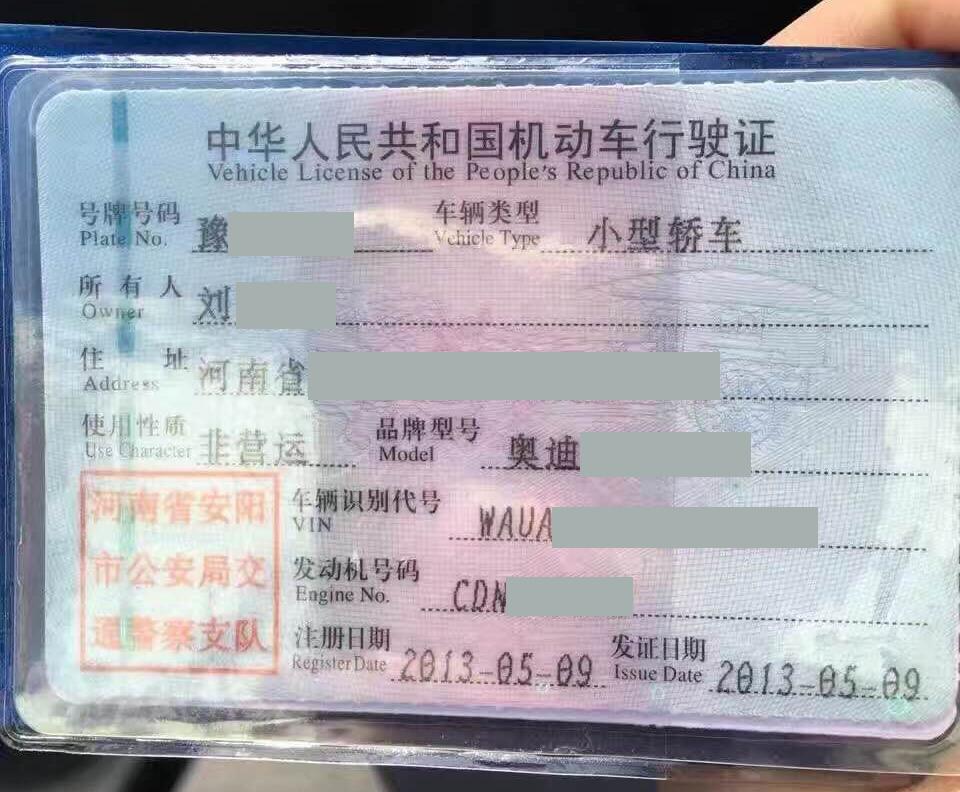 中华人民共和国机动车行驶证
Vehicle License of the People's Republic of China
号牌号码 豫 车辆类型 小型轿车
Plate No. Vehicle Type
所有人 刘
Owner
住址 河南省
Address
使用性质 非营运 品牌型号 奥迪
Use Character Model
车辆识别代号
VIN WAUA
发动机号码
Engine No. CDN
注册日期 2013-05-09 发证日期 2013-05-09
Register Date Issue Date
河南省安阳
市公安局交
通警察支队